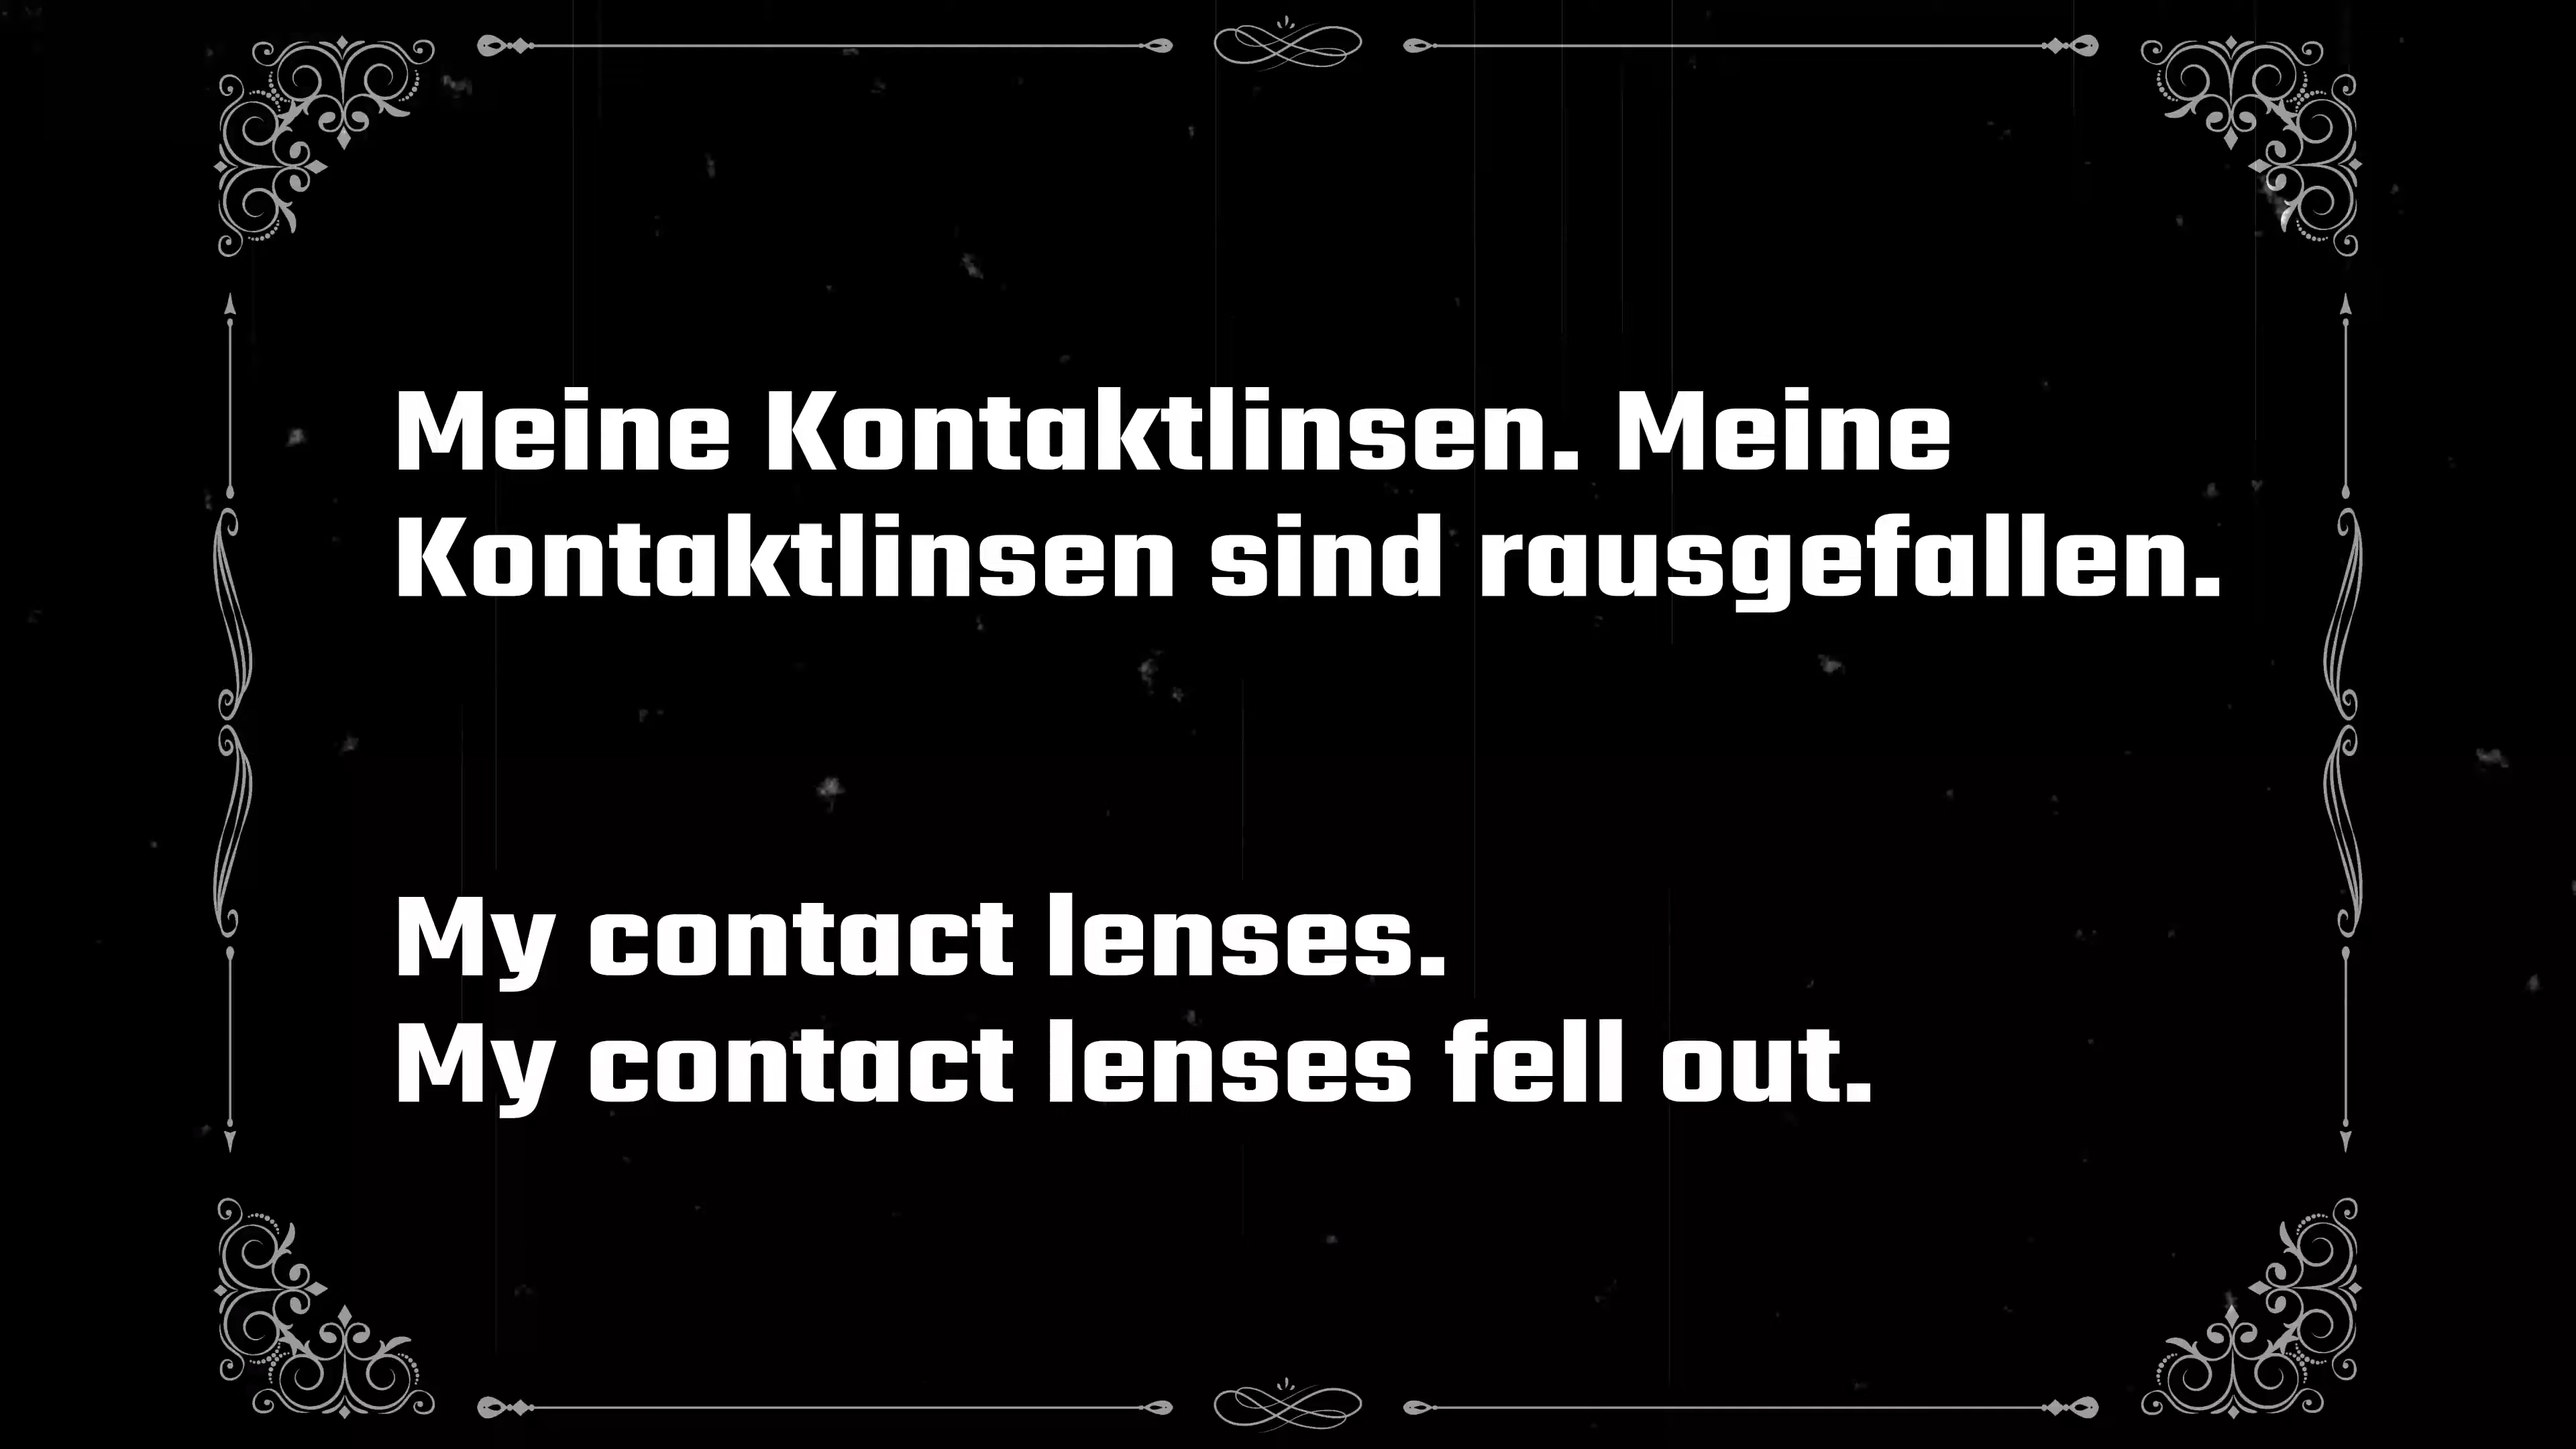 Meine Kontaktlinsen. Meine
Kontaktlinsen sind rausgefallen.
My contact lenses.
My contact lenses fell out.